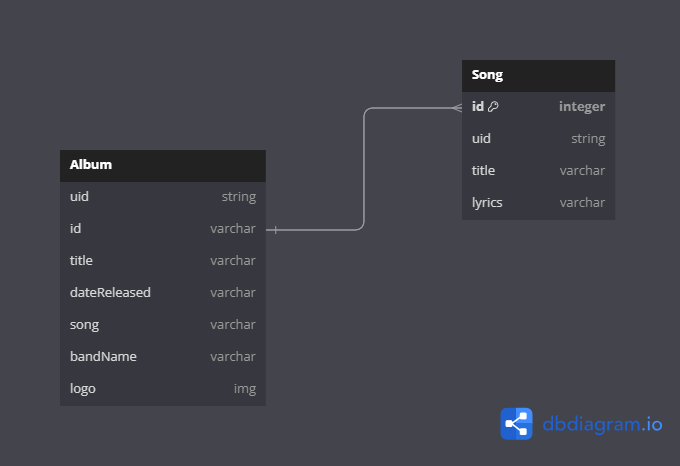 Song
id integer
uid string
title varchar
lyrics varchar
Album
uid string
id varchar
title varchar
dateReleased varchar
song varchar
bandName varchar
logo img
dbdiagram.io